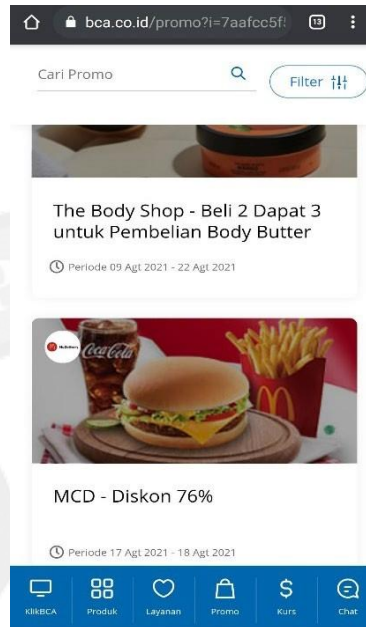 bca.co.id/promo?i=7aafcc5f5
13
Cari Promo
Filter
The Body Shop - Beli 2 Dapat 3
untuk Pembelian Body Butter
Periode 09 Agt 2021 - 22 Agt 2021
Coca-Cola
MCD - Diskon 76%
Periode 17 Agt 2021 - 18 Agt 2021
KlikBCA
Produk
Layanan
Promo
Kurs
Chat